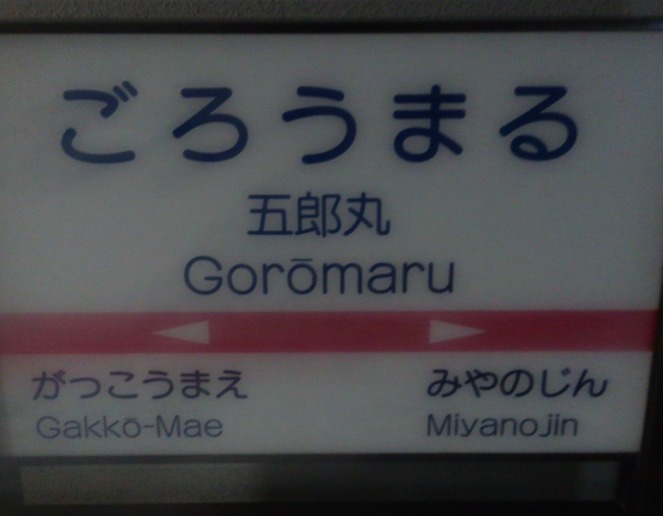 ごろうまる
五郎丸
Gorōmaru
がっこうまえ みやのじん
Gakkō-Mae Miyanojin